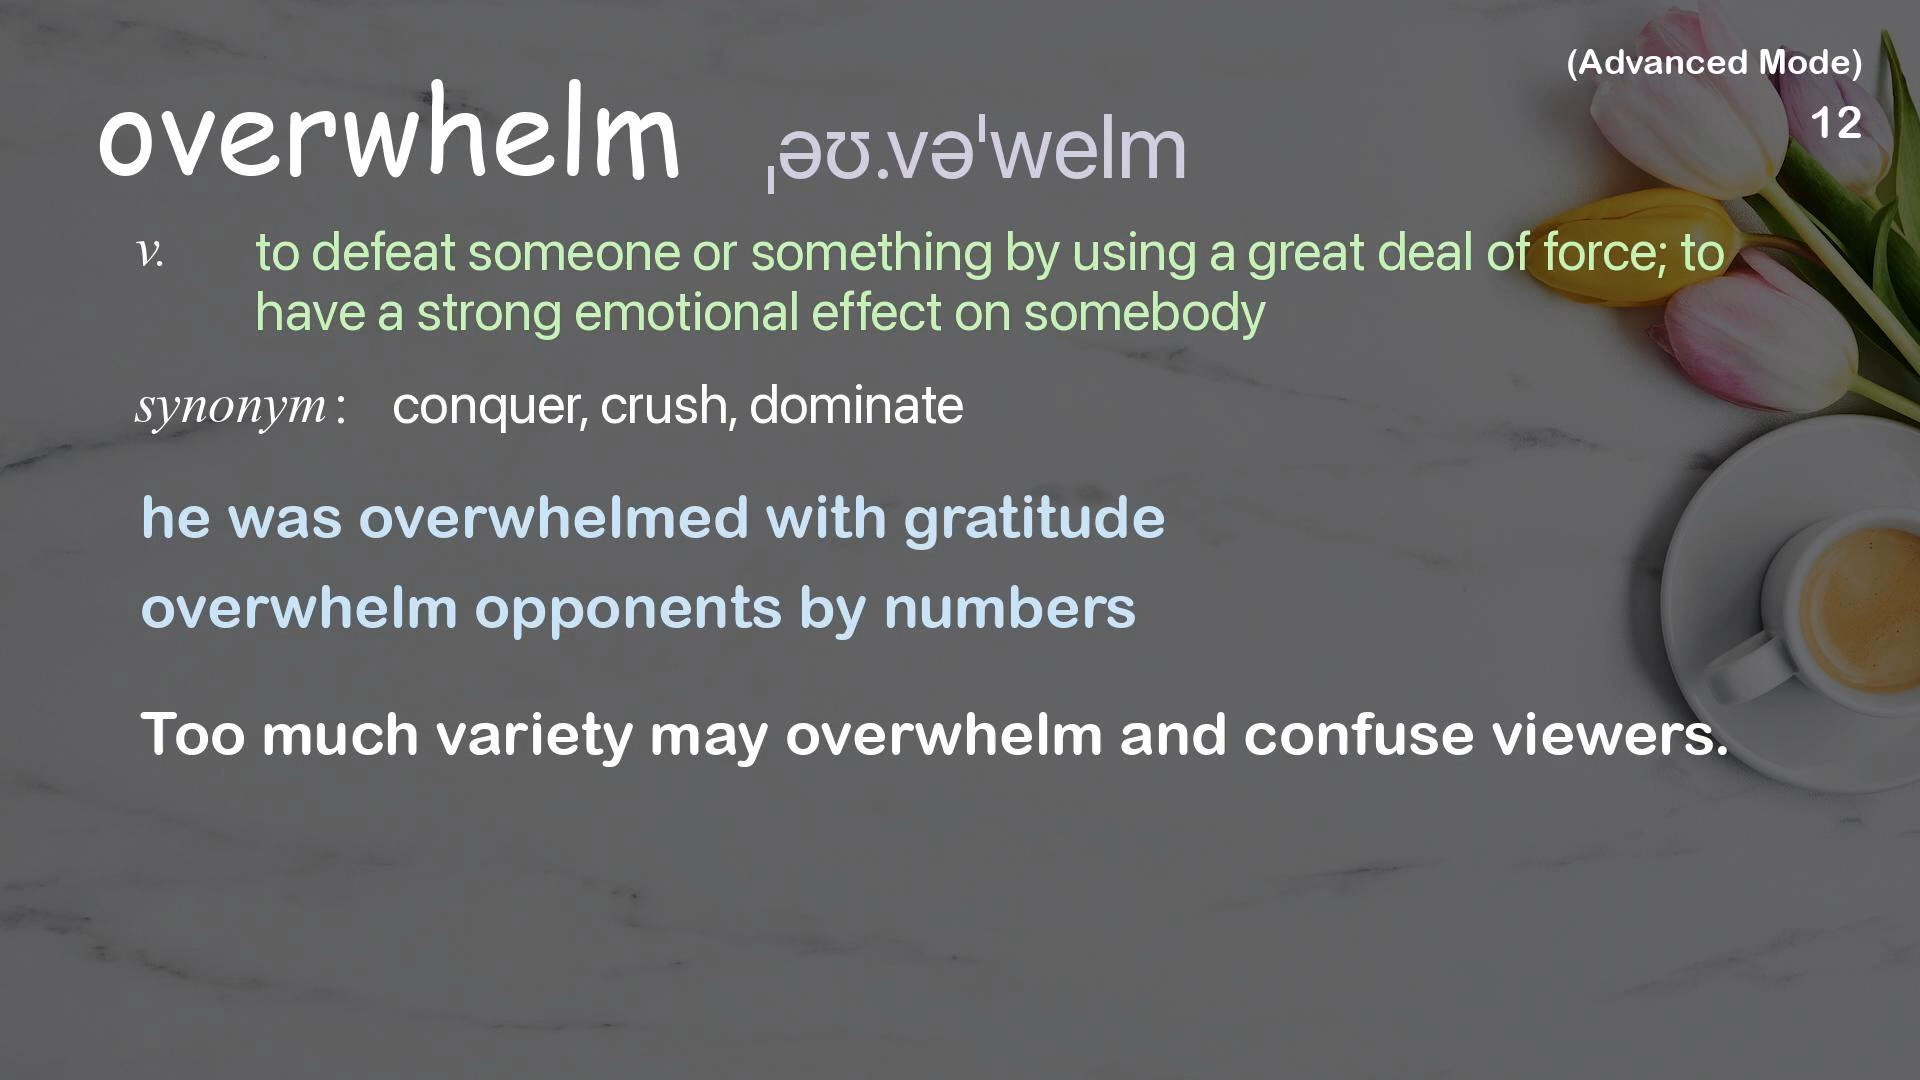 (Advanced Mode)
overwhelm ˌəʊ.vəˈwelm
12
v. to defeat someone or something by using a great deal of force; to
have a strong emotional effect on somebody
synonym: conquer, crush, dominate
he was overwhelmed with gratitude
overwhelm opponents by numbers
Too much variety may overwhelm and confuse viewers.